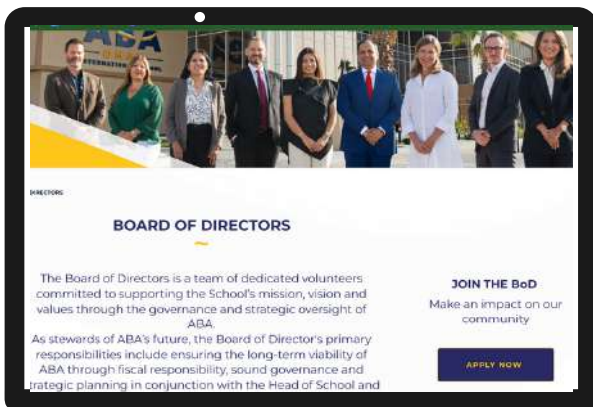 ABA
OMAN
DIRECTORS
BOARD OF DIRECTORS
The Board of Directors is a team of dedicated volunteers
committed to supporting the School's mission, vision and
values through the governance and strategic oversight of
ABA.
As stewards of ABA's future, the Board of Director's primary
responsibilities include ensuring the long-term viability of
ABA through fiscal responsibility, sound governance and
trategic planning in conjunction with the Head of School and
JOIN THE BoD
Make an impact on our
community
APPLY NOW